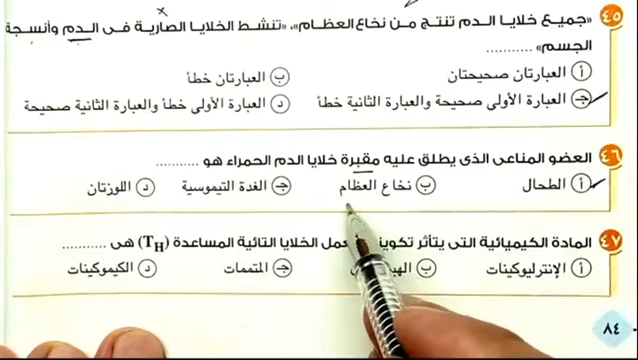 ٤٥ «جميع خلايا الدم تنتج من نخاع العظام»، «تنشط الخلايا الصارية فى الدم وأنسجة
الجسم» ...........
أ العبارتان صحيحتان ب العبارتان خطأ
جـ العبارة الأولى صحيحة والعبارة الثانية خطأ د العبارة الأولى خطأ والعبارة الثانية صحيحة
٤٦ العضو المناعى الذى يطلق عليه مقبرة خلايا الدم الحمراء هو ...........
أ الطحال ب نخاع العظام جـ الغدة التيموسية د اللوزتان
٤٧ المادة الكيميائية التى يتأثر عمل الخلايا التائية المساعدة (TH) هى ...........
أ الإنترليوكينات ب جـ المتممات د الكيموكينات
٨٤